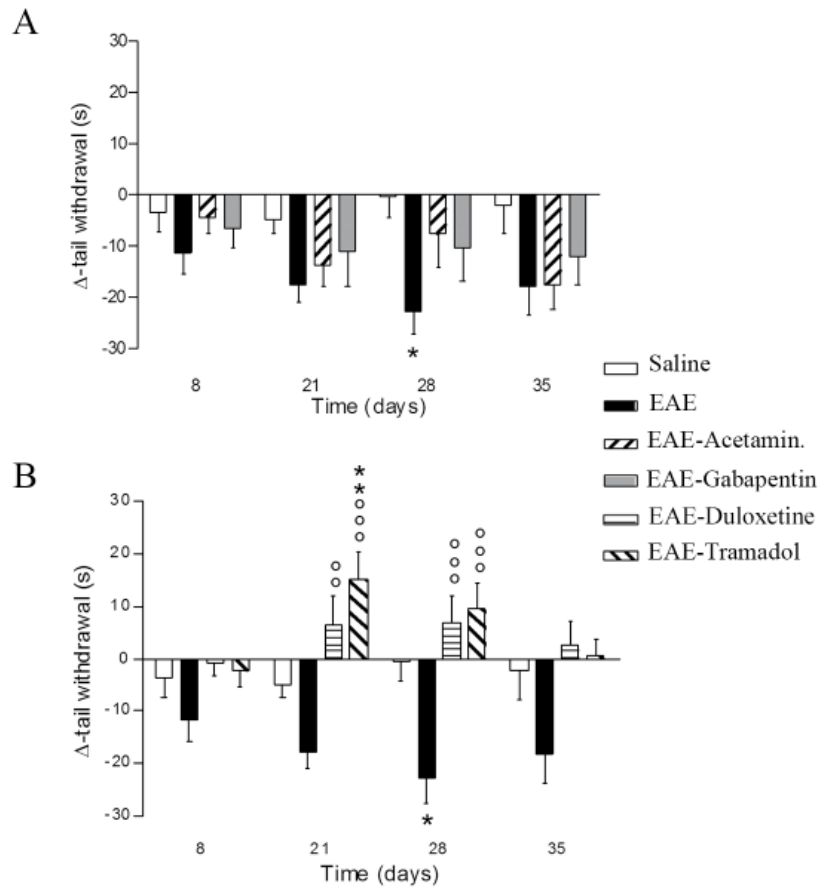 A
30
20
10
0
-10
-20
-30
Δ-tail withdrawal (s)
*
8 21 28 35
Time (days)
Saline
EAE
EAE-Acetamin.
EAE-Gabapentin
EAE-Duloxetine
EAE-Tramadol
B
30
20
10
0
-10
-20
-30
Δ-tail withdrawal (s)
**
*
8 21 28 35
Time (days)